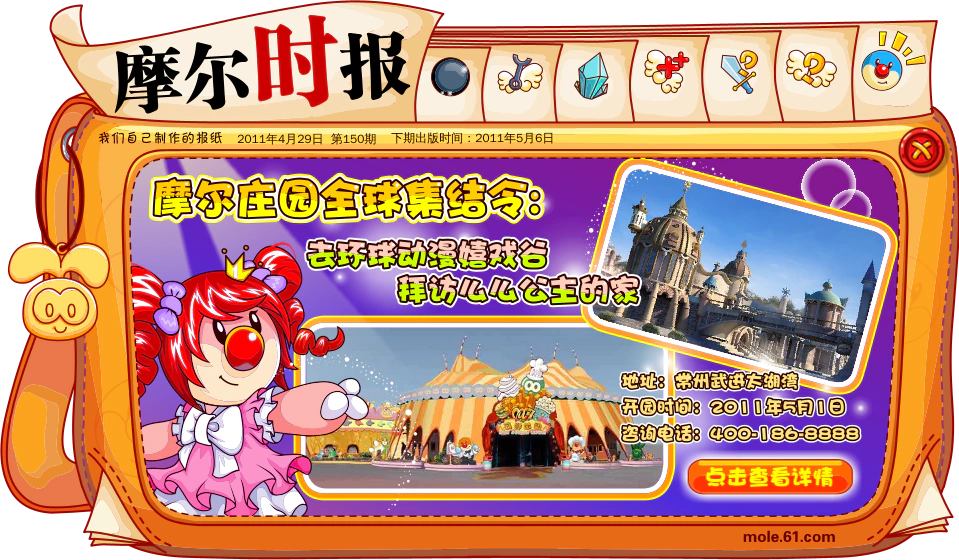 摩尔时报
我们自己制作的报纸 2011年4月29日 第150期 下期出版时间：2011年5月6日
摩尔庄园全球集结令:
去环球动漫嬉戏谷
拜访么么公主的家
地址：常州武进太湖湾
开园时间：2011年5月1日
咨询电话：400-186-8888
点击查看详情
mole.61.com